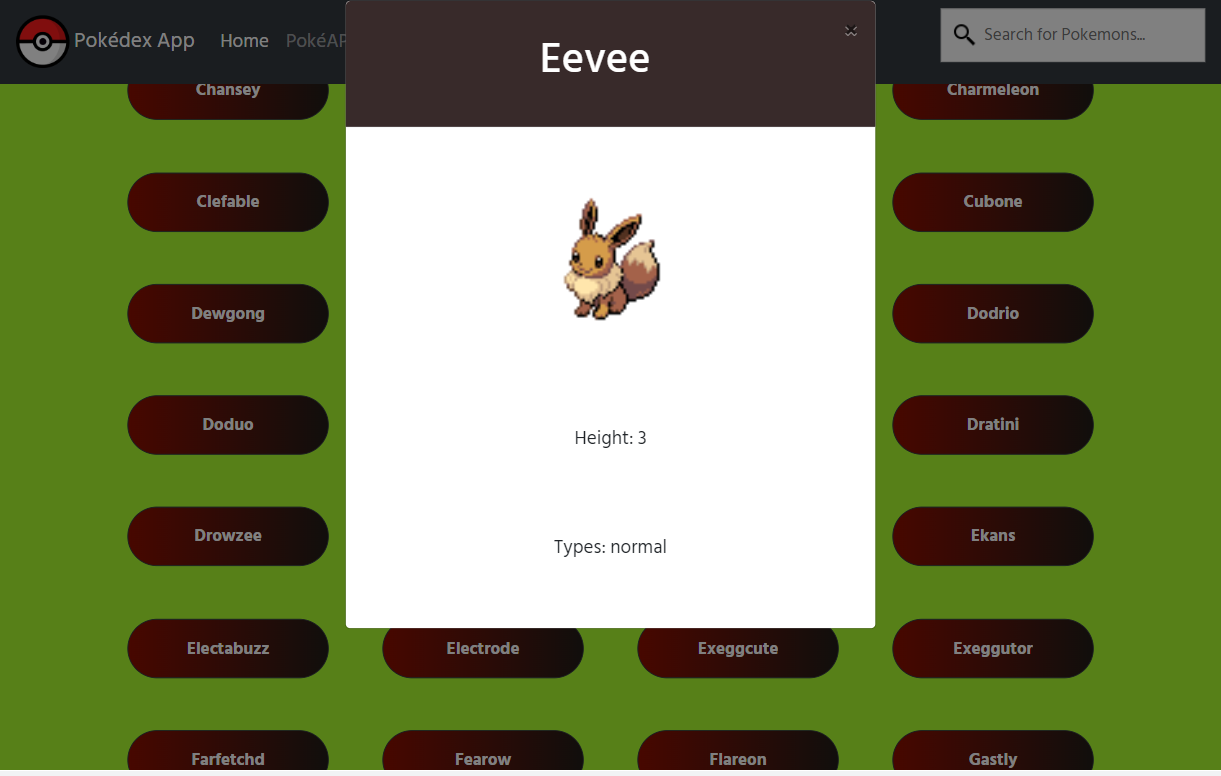 Pokédex App
Home
PokéAP
Search for Pokemons...
Eevee
×
Height: 3
Types: normal
Chansey
Charmeleon
Clefable
Cubone
Dewgong
Dodrio
Doduo
Dratini
Drowzee
Ekans
Electabuzz
Electrode
Exeggcute
Exeggutor
Farfetchd
Fearow
Flareon
Gastly